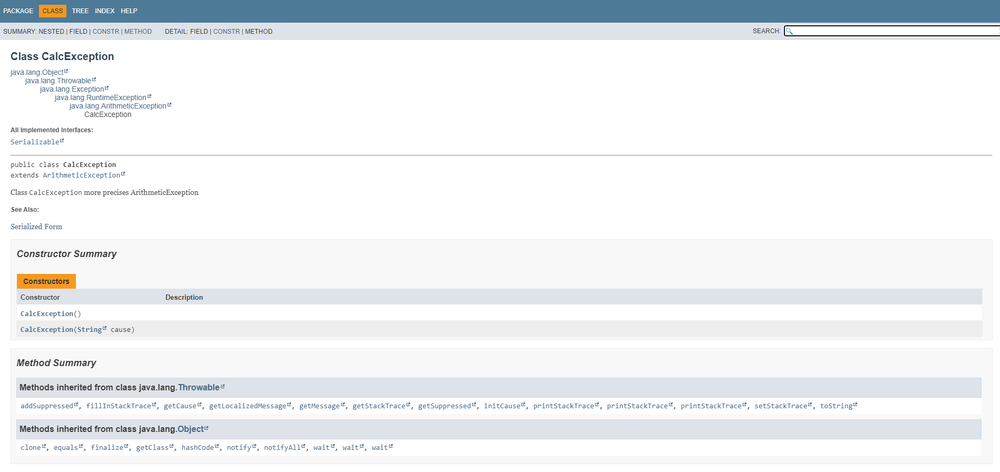 PACKAGE CLASS TREE INDEX HELP
SUMMARY: NESTED | FIELD | CONSTR | METHOD DETAIL: FIELD | CONSTR | METHOD SEARCH:
Class CalcException
java.lang.Object
java.lang.Throwable
java.lang.Exception
java.lang.RuntimeException
java.lang.ArithmeticException
CalcException
All Implemented Interfaces:
Serializable
public class CalcException
extends ArithmeticException
Class CalcException more precises ArithmeticException
See Also:
Serialized Form
Constructor Summary
Constructors
Constructor Description
CalcException()
CalcException(String cause)
Method Summary
Methods inherited from class java.lang.Throwable
addSuppressed, fillInStackTrace, getCause, getLocalizedMessage, getMessage, getStackTrace, getSuppressed, initCause, printStackTrace, printStackTrace, printStackTrace, setStackTrace, toString
Methods inherited from class java.lang.Object
clone, equals, finalize, getClass, hashCode, notify, notifyAll, wait, wait, wait